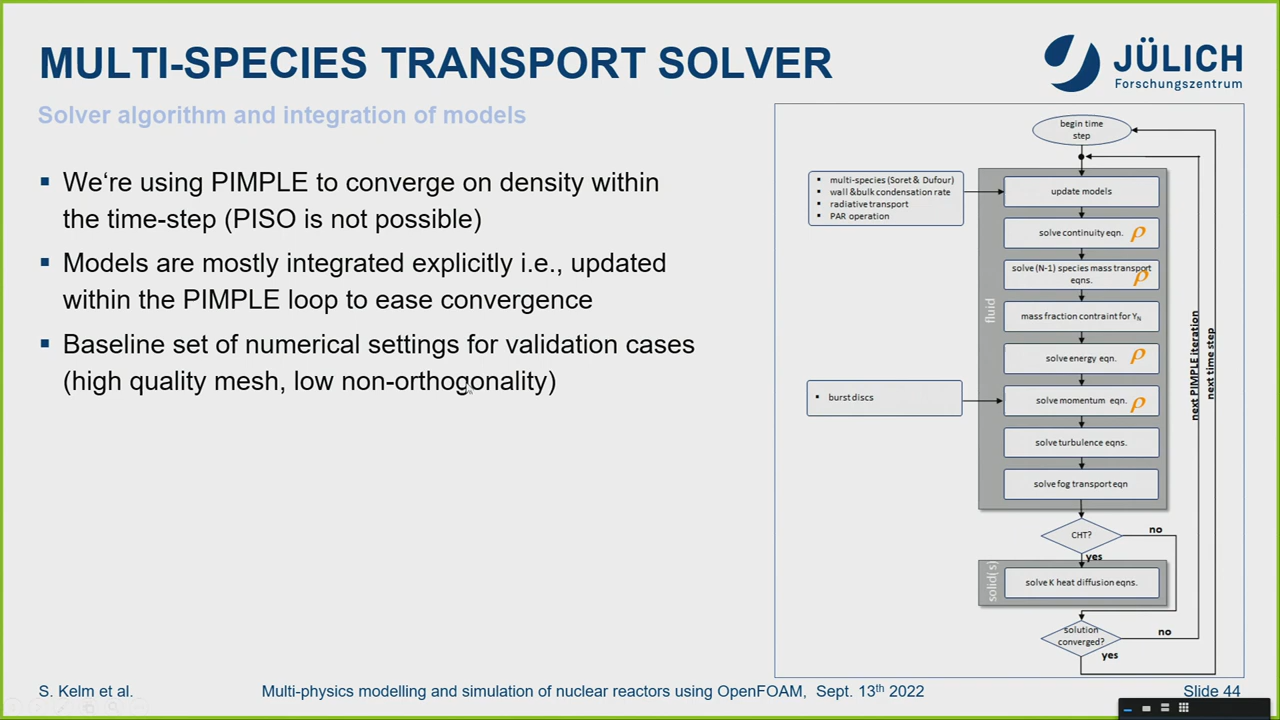 MULTI-SPECIES TRANSPORT SOLVER
JÜLICH
Forschungszentrum
Solver algorithm and integration of models
▪ We're using PIMPLE to converge on density within
the time-step (PISO is not possible)
▪ Models are mostly integrated explicitly i.e., updated
within the PIMPLE loop to ease convergence
▪ Baseline set of numerical settings for validation cases
(high quality mesh, low non-orthogonality)
begin time
step
▪ multi-species (Soret & Dufour)
▪ wall &bulk condensation rate
▪ radiative transport
▪ PAR operation
update models
solve continuity eqn. ρ
solve (N-1) species mass transport
eqns. ρ
fluid
mass fraction contraint for Y_N
solve energy eqn. ρ
▪ burst discs
solve momentum eqn. ρ
solve turbulence eqns.
solve fog transport eqn
next PIMPLE iteration
next time step
CHT?
no
yes
solid(s)
solve K heat diffusion eqns.
solution
converged?
no
yes
S. Kelm et al.
Multi-physics modelling and simulation of nuclear reactors using OpenFOAM, Sept. 13th 2022
Slide 44